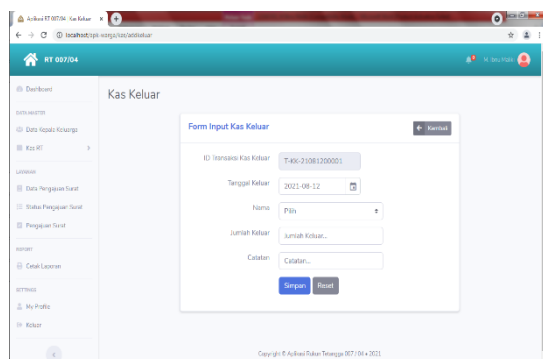 Aplikasi RT 007/04 Kas Keluar
localhost/apk-warga/kas/addkeluar
RT 007/04
Dashboard
Kas Keluar
DATA MASTER
Data Kepala Keluarga
Kas RT
LAYANAN
Data Pengajuan Surat
Status Pengajuan Surat
Pengajuan Surat
REPORT
Cetak Laporan
SETTINGS
My Profile
Keluar
Form Input Kas Keluar
Kembali
ID Transaksi Kas Keluar
T-KK-21081200001
Tanggal Keluar
2021-08-12
Nama
Pilih
Jumlah Keluar
Jumlah Keluar...
Catatan
Catatan...
Simpan Reset
Copyright © Aplikasi Rukun Tetangga 007 / 04 • 2021